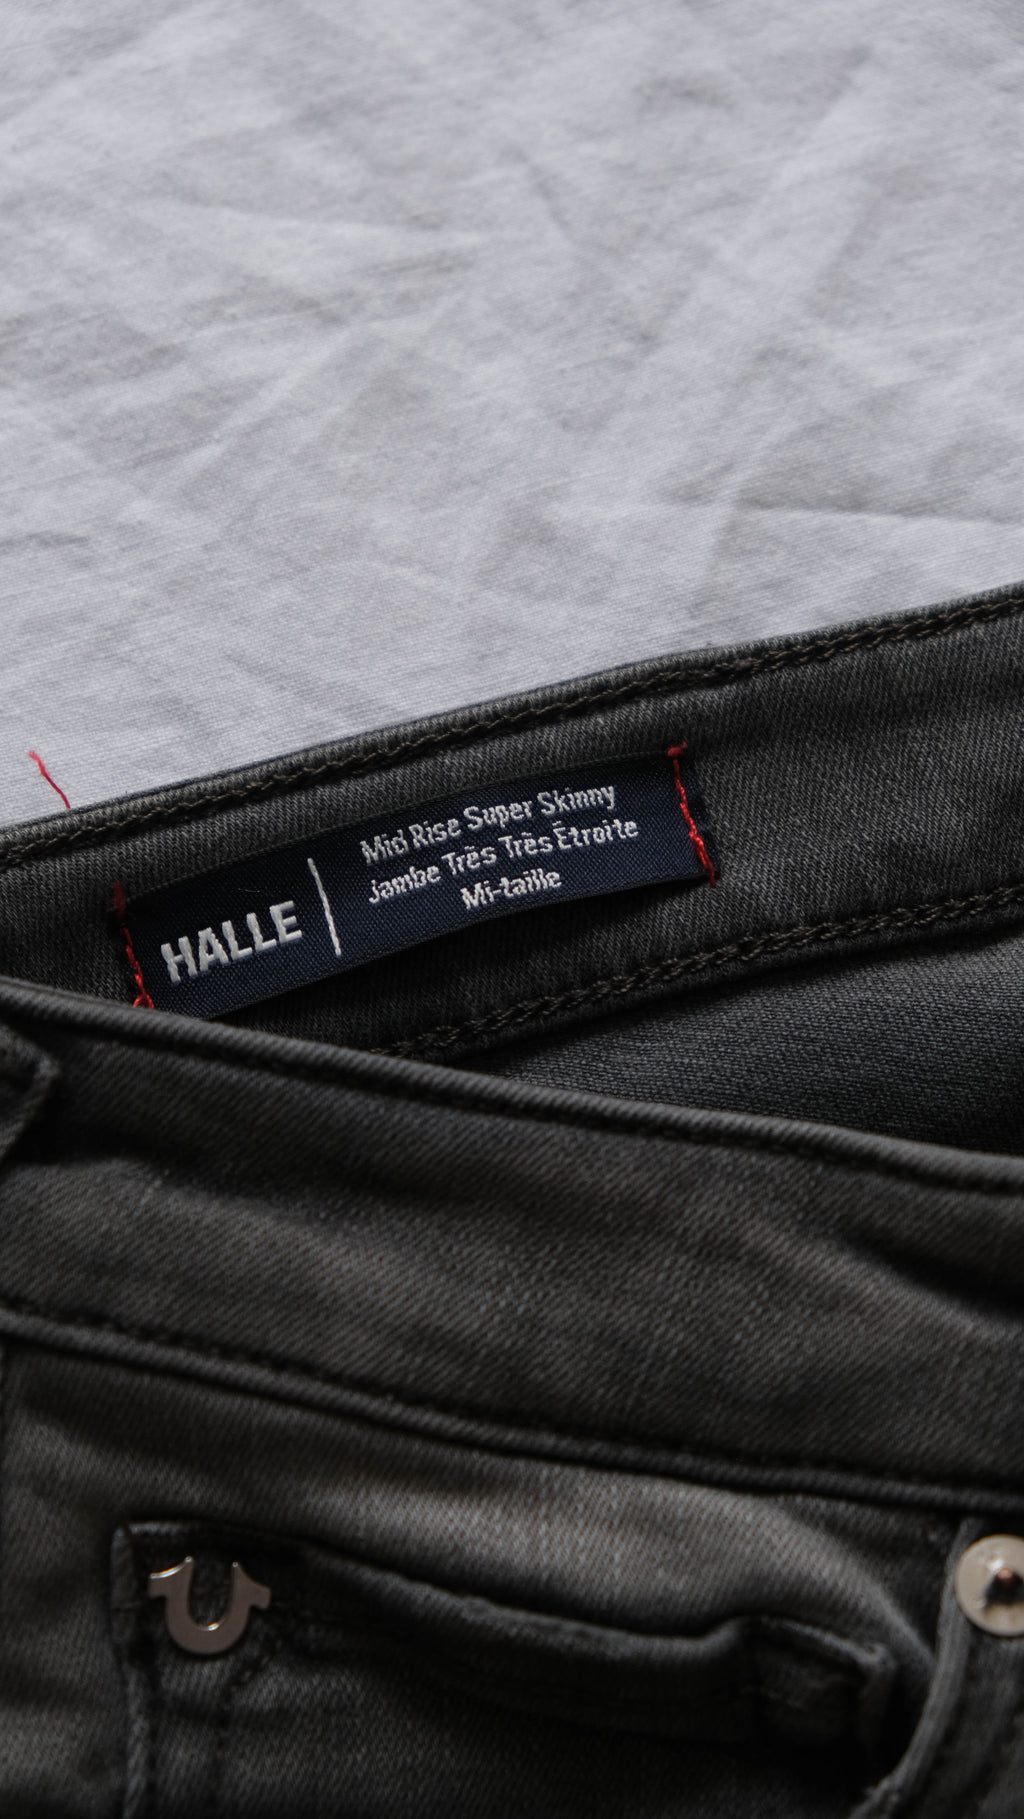 HALLE
Mid Rise Super Skinny
Jambe Très Très Étroite
Mi-taille